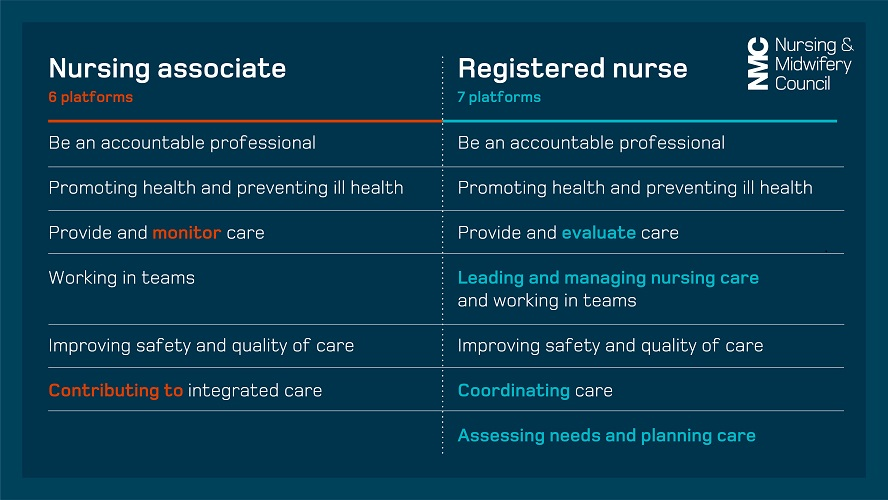 Nursing associate
6 platforms
Be an accountable professional
Promoting health and preventing ill health
Provide and monitor care
Working in teams
Improving safety and quality of care
Contributing to integrated care
Registered nurse
7 platforms
Be an accountable professional
Promoting health and preventing ill health
Provide and evaluate care
Leading and managing nursing care
and working in teams
Improving safety and quality of care
Coordinating care
Assessing needs and planning care
NMC
Nursing &
Midwifery
Council